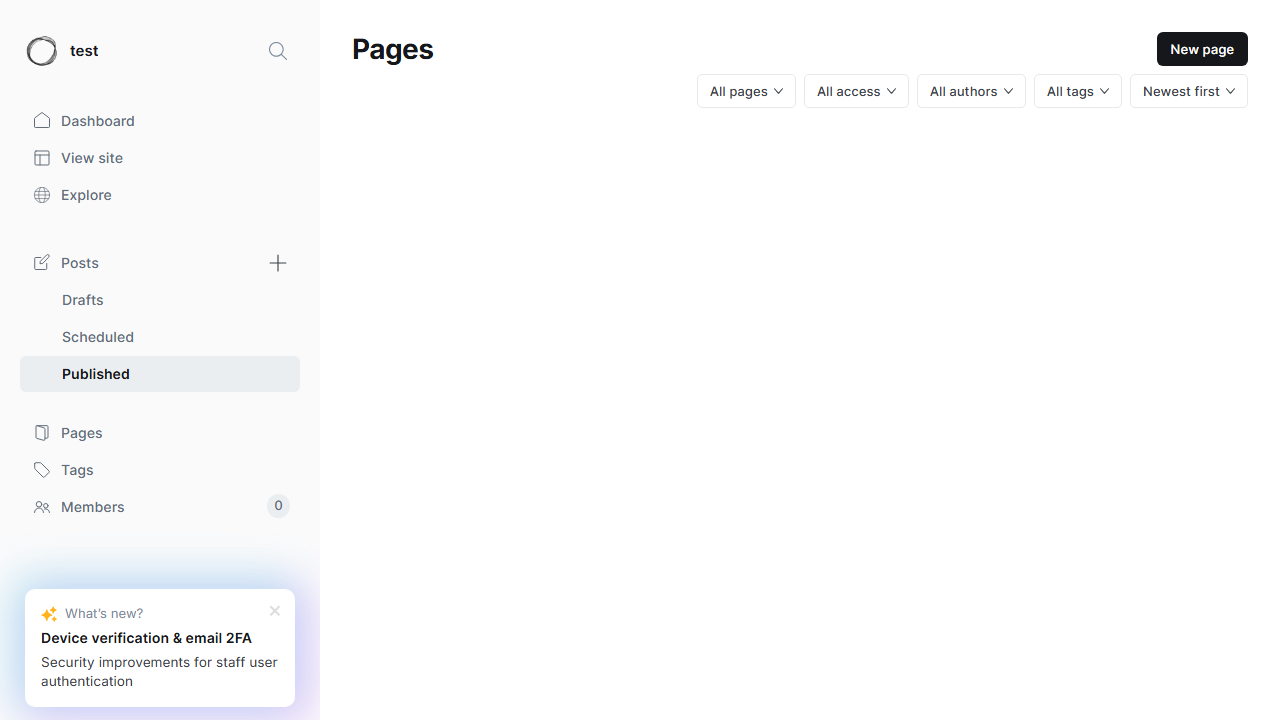 test
Dashboard
View site
Explore
Posts
Drafts
Scheduled
Published
Pages
Tags
Members
0
What's new?
Device verification & email 2FA
Security improvements for staff user
authentication
Pages
New page
All pages
All access
All authors
All tags
Newest first